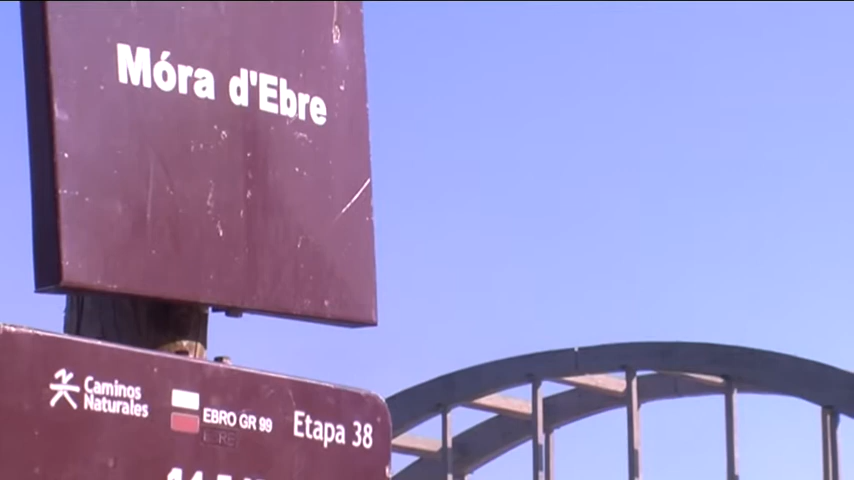 Móra d'Ebre
Caminos
Naturales
EBRO GR 99
Etapa 38